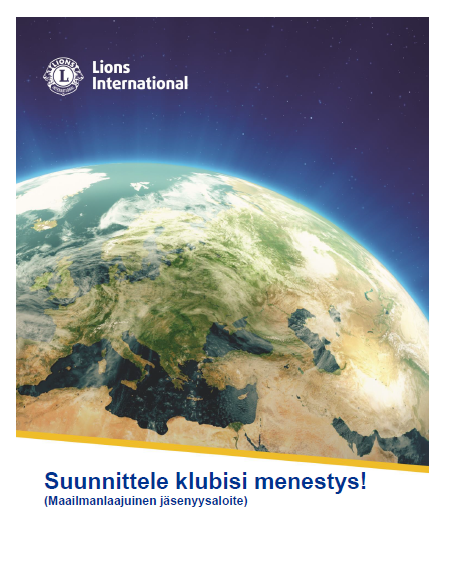 Lions
International
Suunnittele klubisi menestys!
(Maailmanlaajuinen jäsenyysaloite)